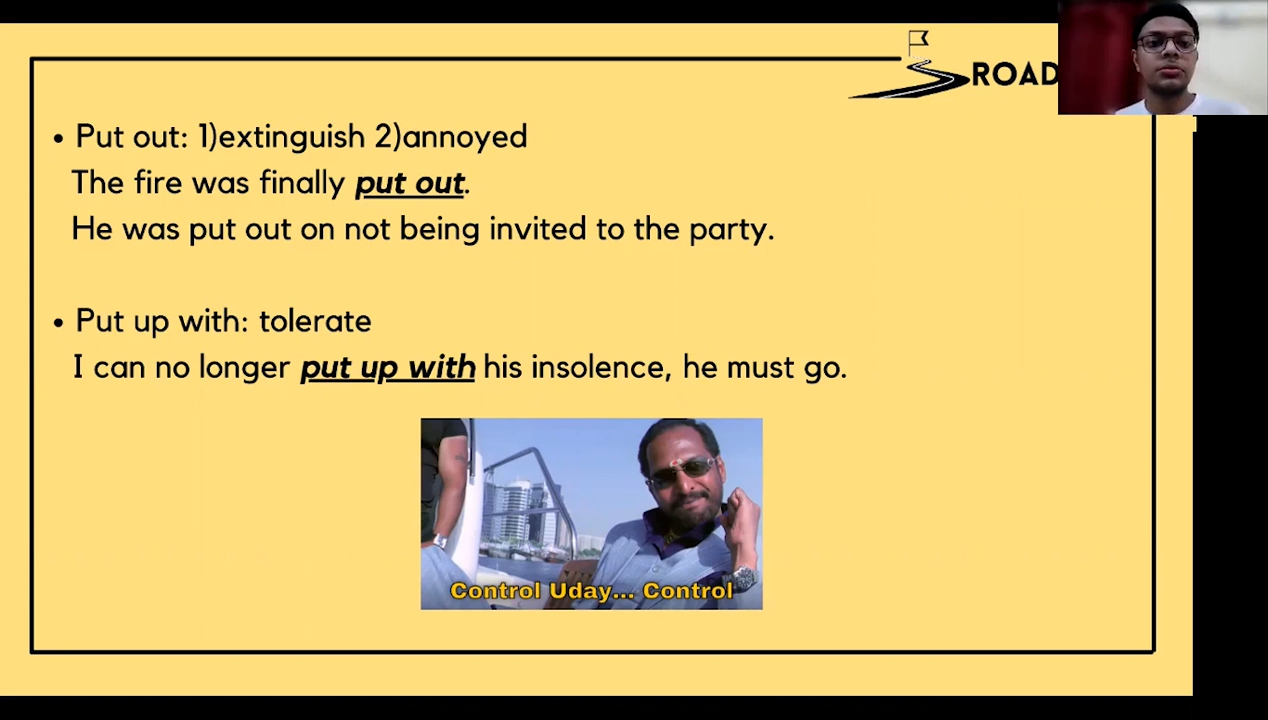 ROAD
• Put out: 1)extinguish 2)annoyed
The fire was finally put out.
He was put out on not being invited to the party.
• Put up with: tolerate
I can no longer put up with his insolence, he must go.
Control Uday... Control